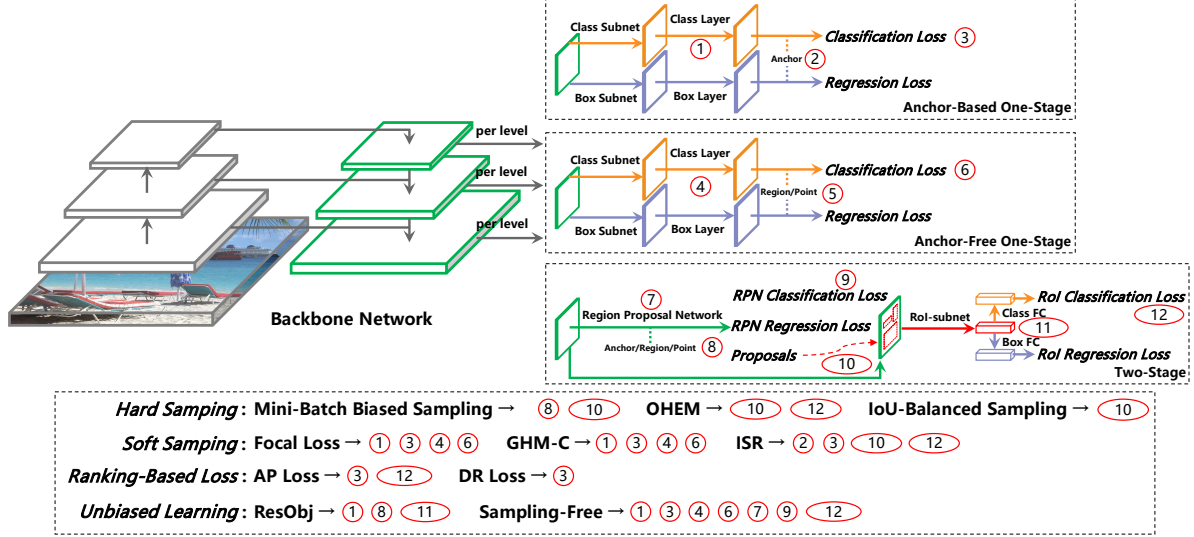 Class Subnet Class Layer
1
Classification Loss 3
Anchor 2
Box Subnet Box Layer
Regression Loss
Anchor-Based One-Stage
per level
per level
per level
Class Subnet Class Layer
4
Classification Loss 6
Region/Point 5
Box Subnet Box Layer
Regression Loss
Anchor-Free One-Stage
Backbone Network
7
Region Proposal Network
Anchor/Region/Point 8
9
RPN Classification Loss
RPN Regression Loss
Proposals
10
RoI-subnet
Class FC
11
Box FC
RoI Classification Loss
12
RoI Regression Loss
Two-Stage
Hard Samping : Mini-Batch Biased Sampling → 8 10 OHEM → 10 12 IoU-Balanced Sampling → 10
Soft Samping : Focal Loss → 1 3 4 6 GHM-C → 1 3 4 6 ISR → 2 3 10 12
Ranking-Based Loss : AP Loss → 3 12 DR Loss → 3
Unbiased Learning : ResObj → 1 8 11 Sampling-Free → 1 3 4 6 7 9 12